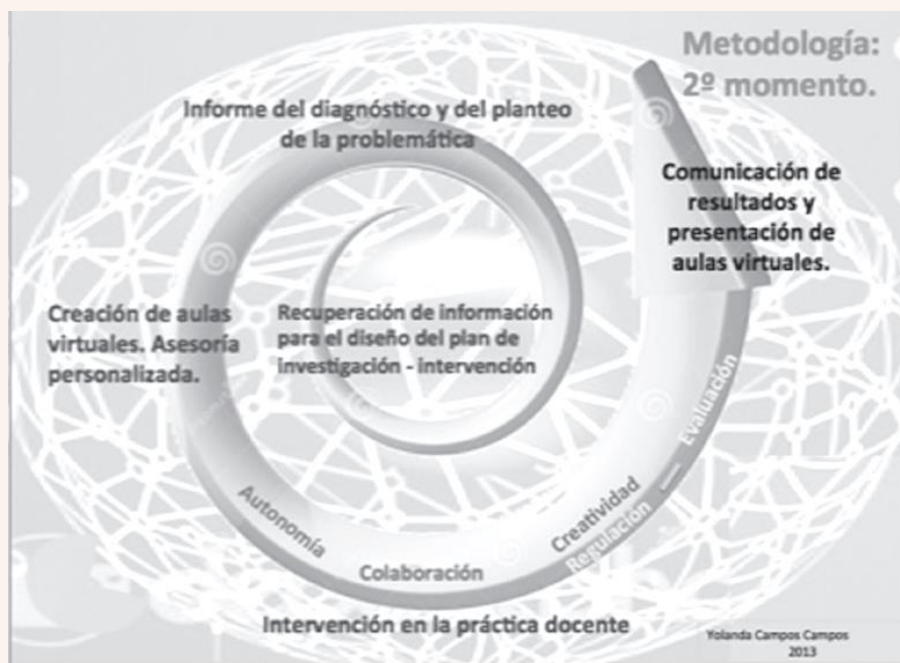 Metodología:
2º momento.
Informe del diagnóstico y del planteo
de la problemática
Comunicación de
resultados y
presentación de
aulas virtuales.
Creación de aulas
virtuales. Asesoría
personalizada.
Recuperación de información
para el diseño del plan de
investigación - intervención
Autonomía
Colaboración
Creatividad
Regulación — Evaluación
Intervención en la práctica docente
Yolanda Campos Campos
2013